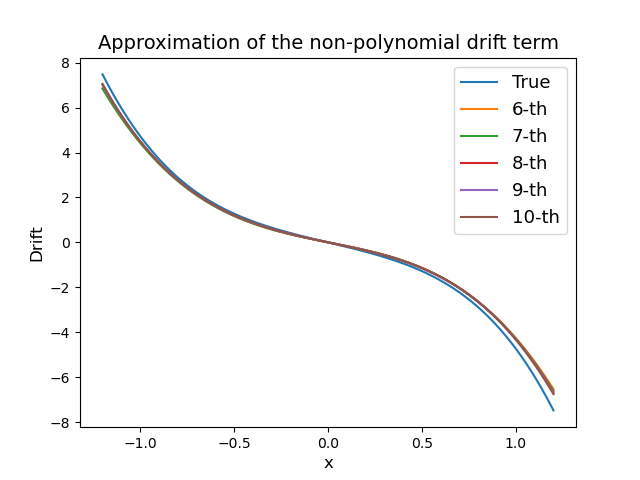 Approximation of the non-polynomial drift term
8
6
4
2
0
−2
−4
−6
−8
Drift
True
6-th
7-th
8-th
9-th
10-th
−1.0 −0.5 0.0 0.5 1.0
x